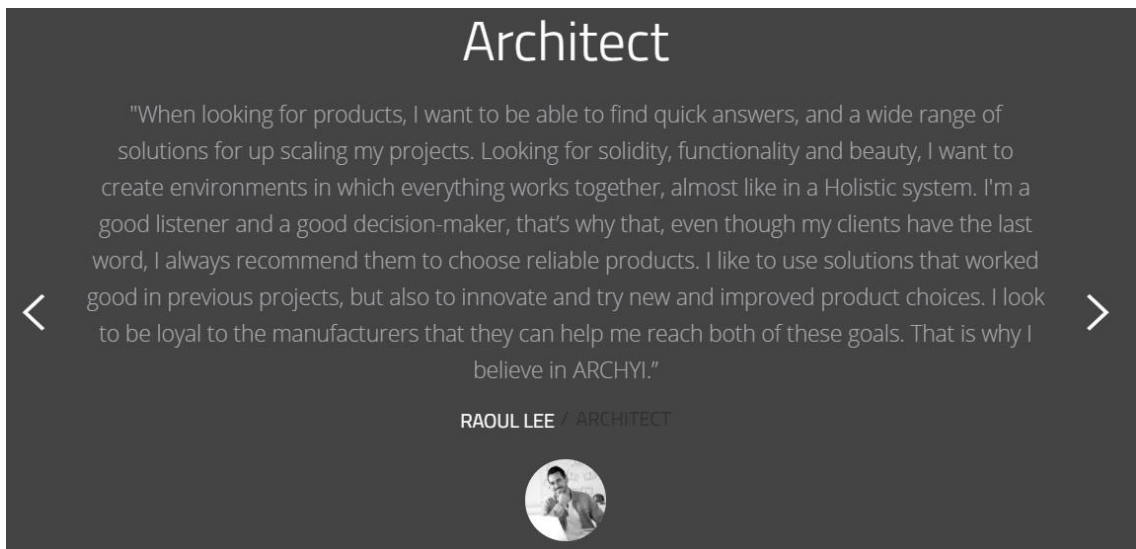 Architect
"When looking for products, I want to be able to find quick answers, and a wide range of
solutions for up scaling my projects. Looking for solidity, functionality and beauty, I want to
create environments in which everything works together, almost like in a Holistic system. I'm a
good listener and a good decision-maker, that’s why that, even though my clients have the last
word, I always recommend them to choose reliable products. I like to use solutions that worked
good in previous projects, but also to innovate and try new and improved product choices. I look
to be loyal to the manufacturers that they can help me reach both of these goals. That is why I
believe in ARCHYI.”
RAOUL LEE / ARCHITECT